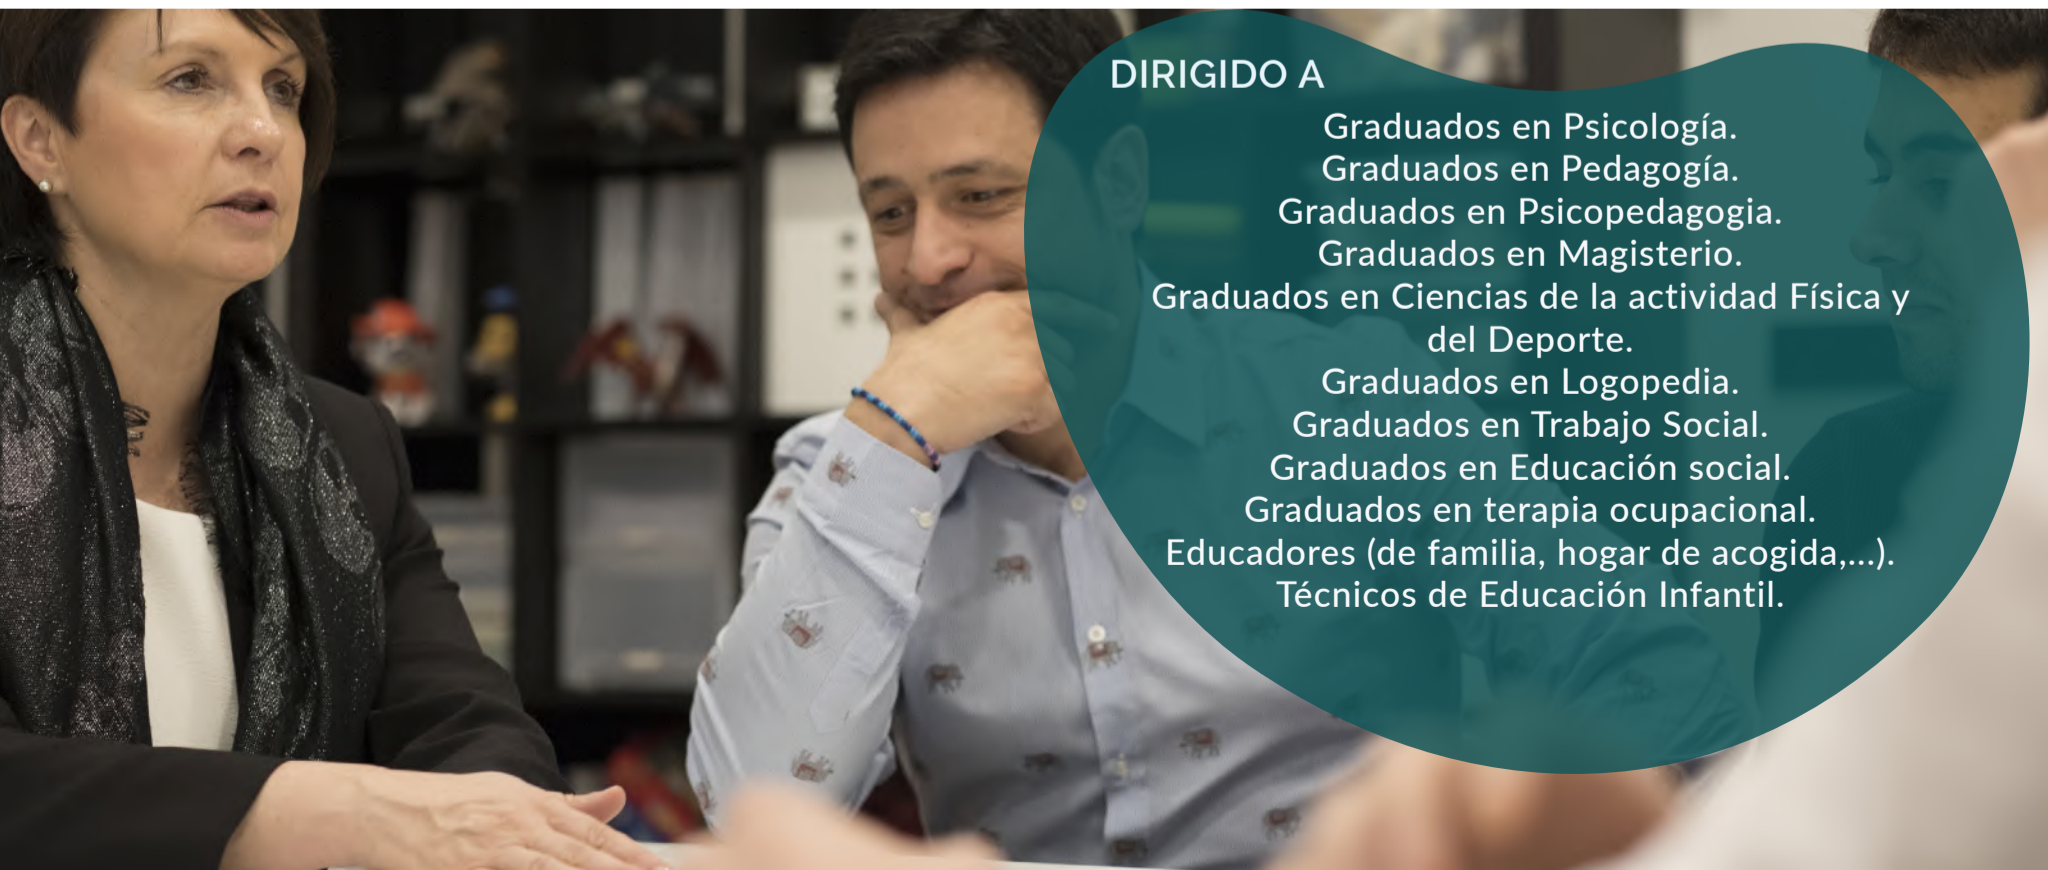 DIRIGIDO A
Graduados en Psicología.
Graduados en Pedagogía.
Graduados en Psicopedagogia.
Graduados en Magisterio.
Graduados en Ciencias de la actividad Física y
del Deporte.
Graduados en Logopedia.
Graduados en Trabajo Social.
Graduados en Educación social.
Graduados en terapia ocupacional.
Educadores (de familia, hogar de acogida,...).
Técnicos de Educación Infantil.